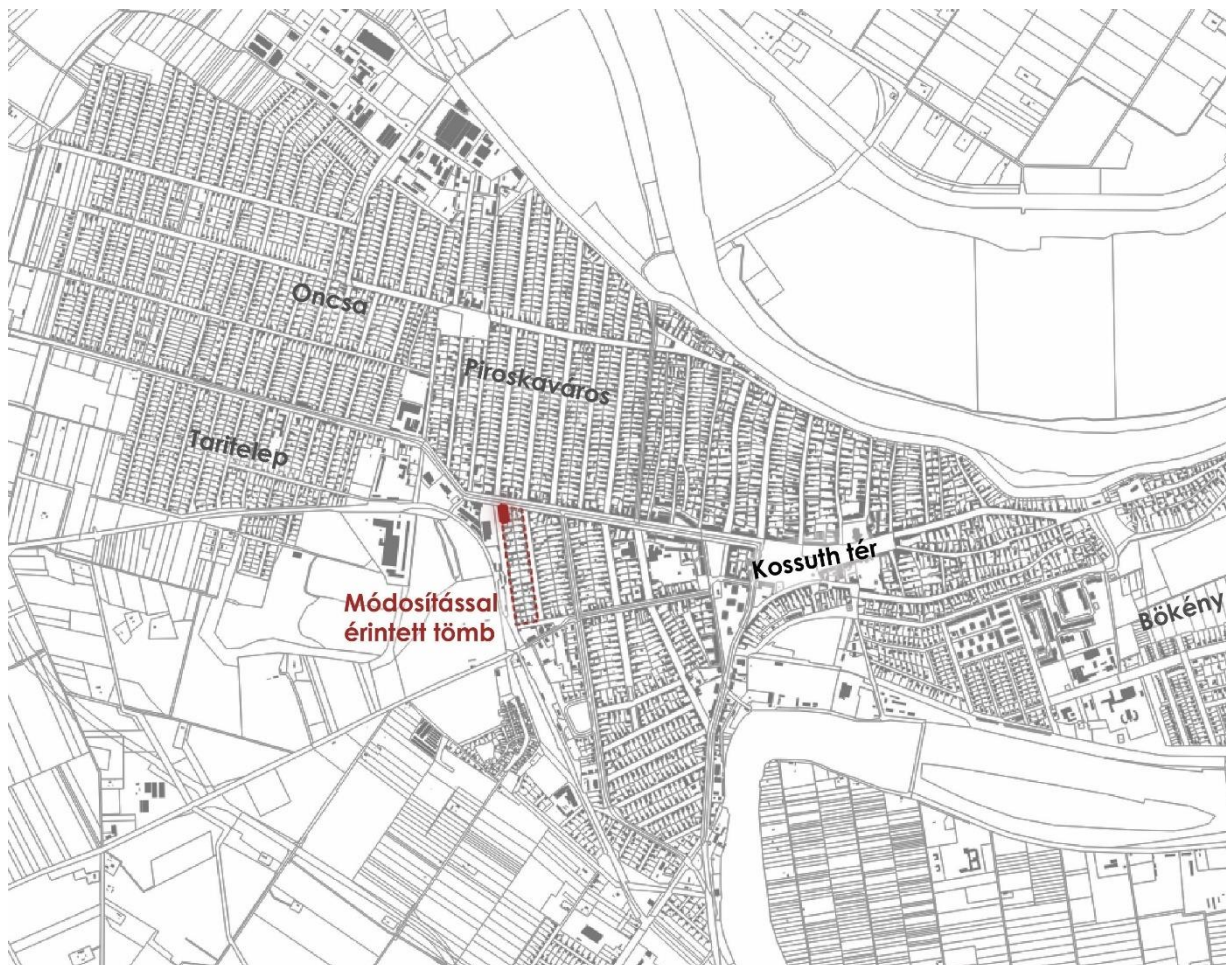 Oncsa
Piroskaváros
Taritelep
Kossuth tér
Módosítással
érintett tömb
Bökény